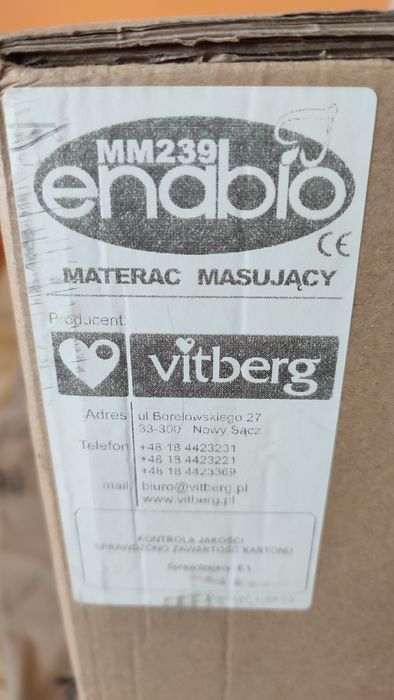 MM239
enabio
CE
MATERAC MASUJĄCY
Producent:
vitberg
Adres ul.Borelowskiego 27
33-300 Nowy Sącz
Telefon +48 18 4423231
+48 18 4423221
+48 18 4423369
mail biuro@vitberg.pl
www.vitberg.pl
KONTROLA JAKOŚCI
SPRAWDZONO ZAWARTOŚĆ KARTONU
Sprawdzający